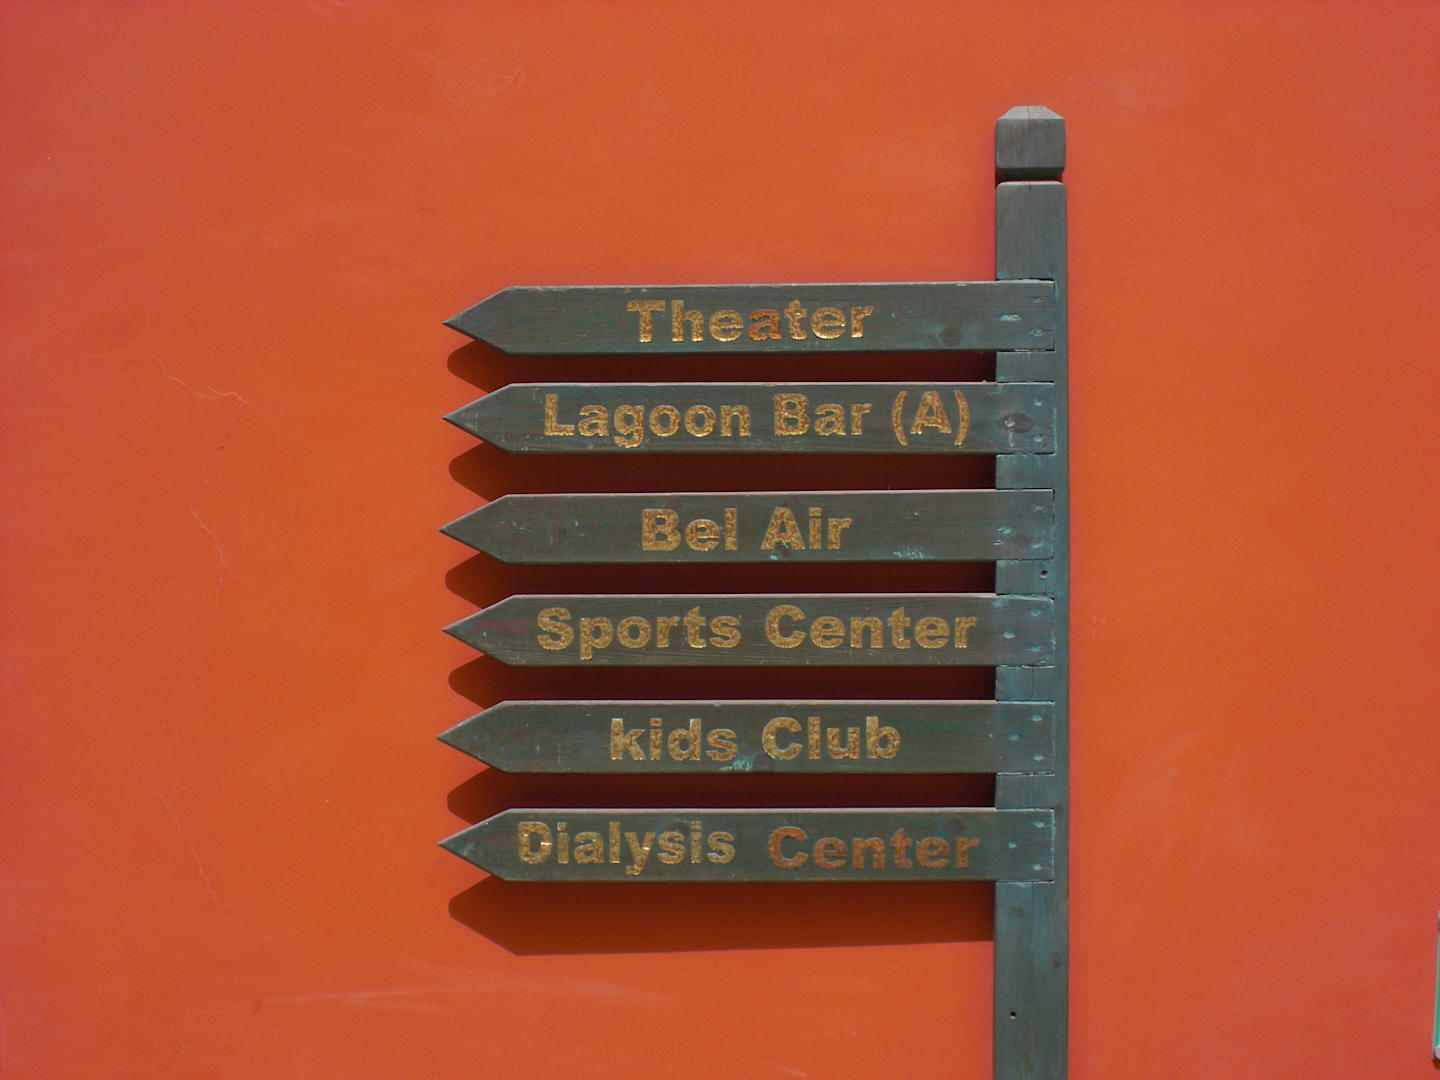 Theater
Lagoon Bar (A)
Bel Air
Sports Center
kids Club
Dialysis Center